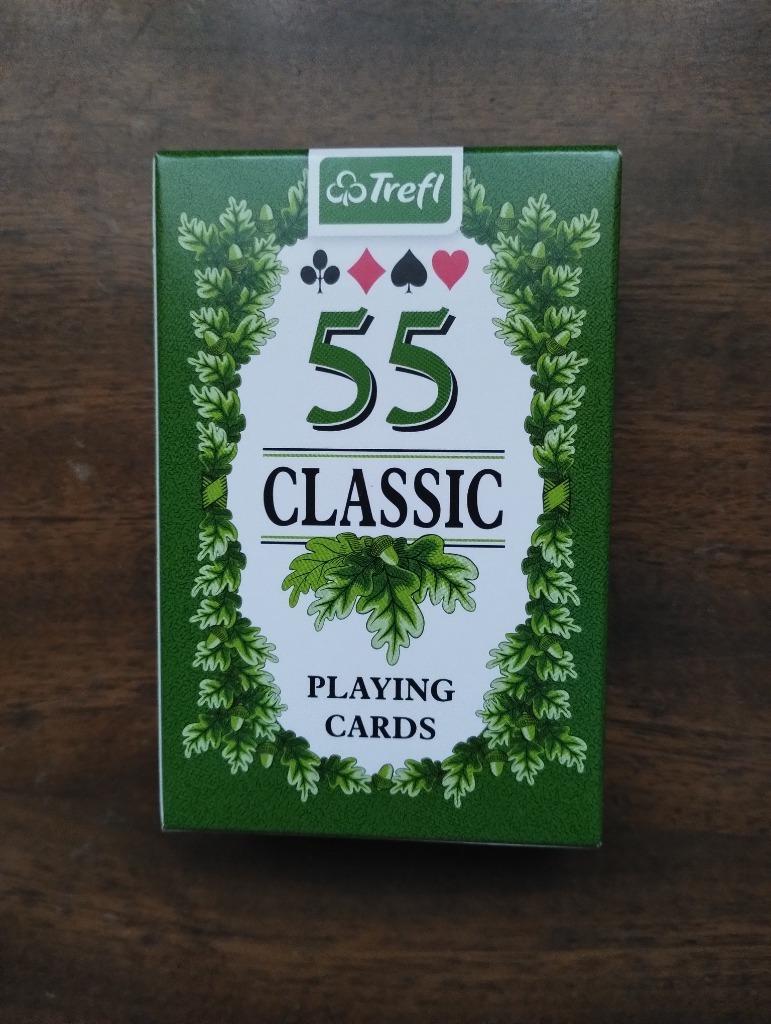 Trefl
55
CLASSIC
PLAYING
CARDS